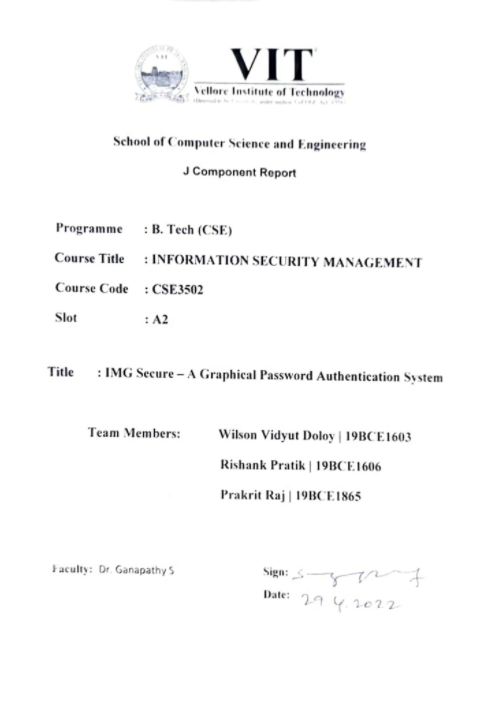 VIT
VIT
Vellore Institute of Technology
School of Computer Science and Engineering
J Component Report
Programme : B. Tech (CSE)
Course Title : INFORMATION SECURITY MANAGEMENT
Course Code : CSE3502
Slot : A2
Title : IMG Secure – A Graphical Password Authentication System
Team Members: Wilson Vidyut Doloy | 19BCE1603
Rishank Pratik | 19BCE1606
Prakrit Raj | 19BCE1865
Faculty: Dr. Ganapathy S
Sign:
Date: 29 4.2022